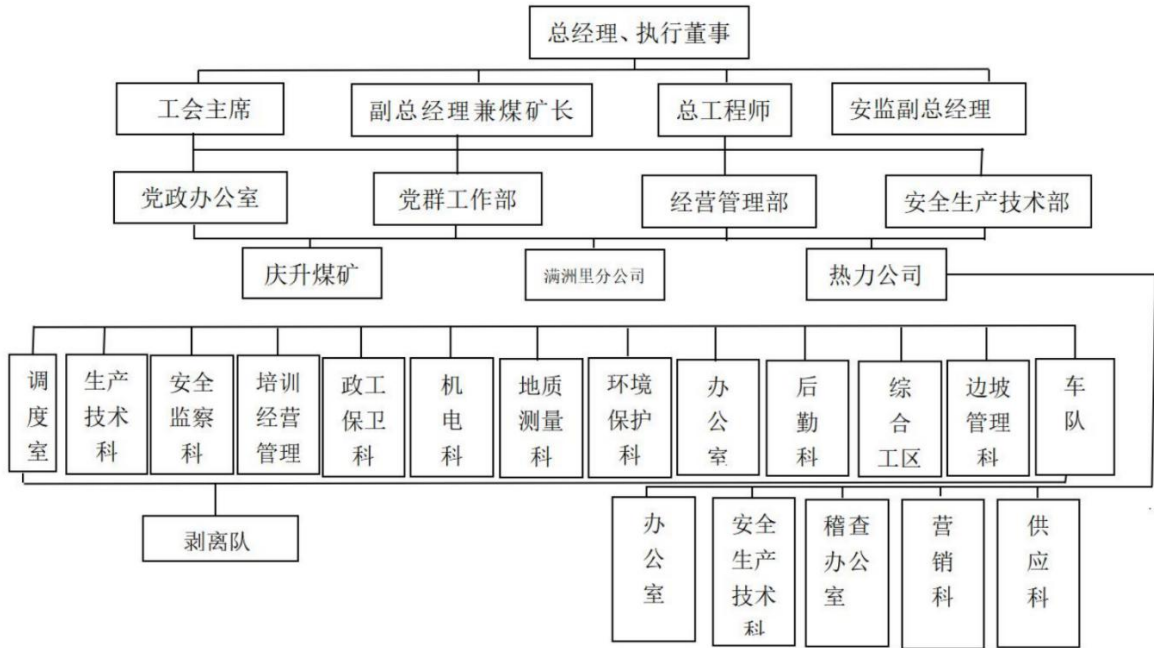 总经理、执行董事
工会主席
副总经理兼煤矿长
总工程师
安监副总经理
党政办公室
党群工作部
经营管理部
安全生产技术部
庆升煤矿
满洲里分公司
热力公司
调
度
室
生产
技术
科
安全
监察
科
培训
经营
管理
政工
保卫
科
机
电
科
地质
测量
科
环境
保护
科
办
公
室
后
勤
科
综
合
工区
边坡
管理
科
车
队
剥离队
办
公
室
安全
生产
技术
科
稽查
办公
室
营
销
科
供
应
科